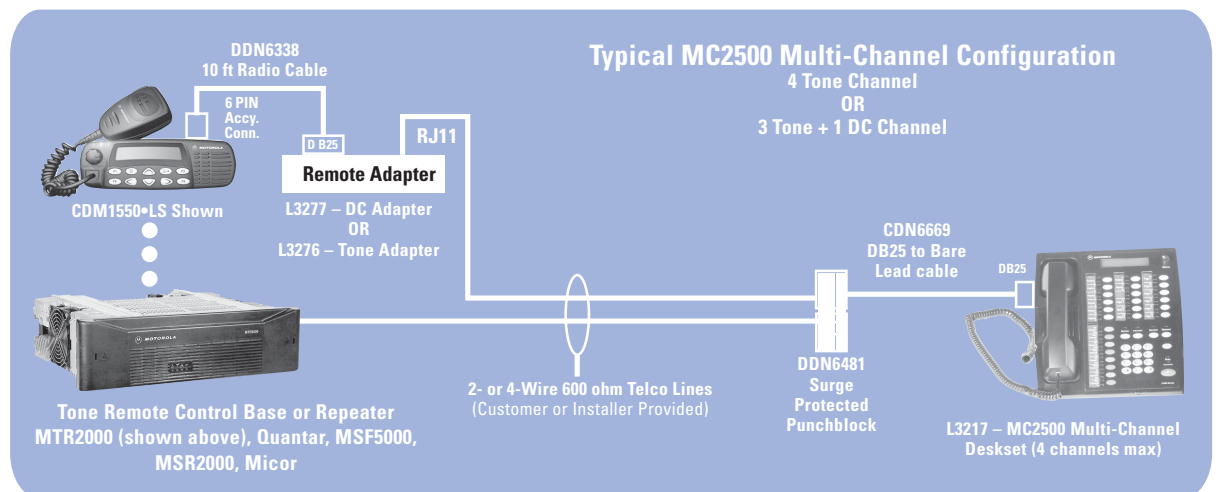 Typical MC2500 Multi-Channel Configuration
4 Tone Channel
OR
3 Tone + 1 DC Channel
DDN6338
10 ft Radio Cable
6 PIN
Accy.
Conn.
D B25
RJ11
Remote Adapter
MOTOROLA
CDM1550•LS Shown
L3277 – DC Adapter
OR
L3276 – Tone Adapter
CDN6669
DB25 to Bare
Lead cable
DB25
MOTOROLA
MOTOROLA
DDN6481
Surge
Protected
Punchblock
2- or 4-Wire 600 ohm Telco Lines
(Customer or Installer Provided)
Tone Remote Control Base or Repeater
MTR2000 (shown above), Quantar, MSF5000,
MSR2000, Micor
L3217 – MC2500 Multi-Channel
Deskset (4 channels max)